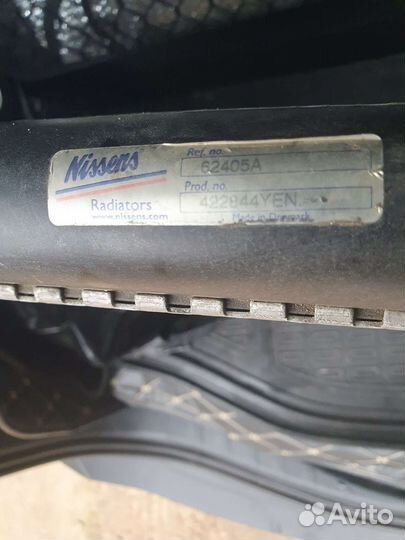 Nissens
Radiators
www.nissens.com
Ref. no.
62405A
Prod. no.
422944YEN
Made in Denmark
Avito